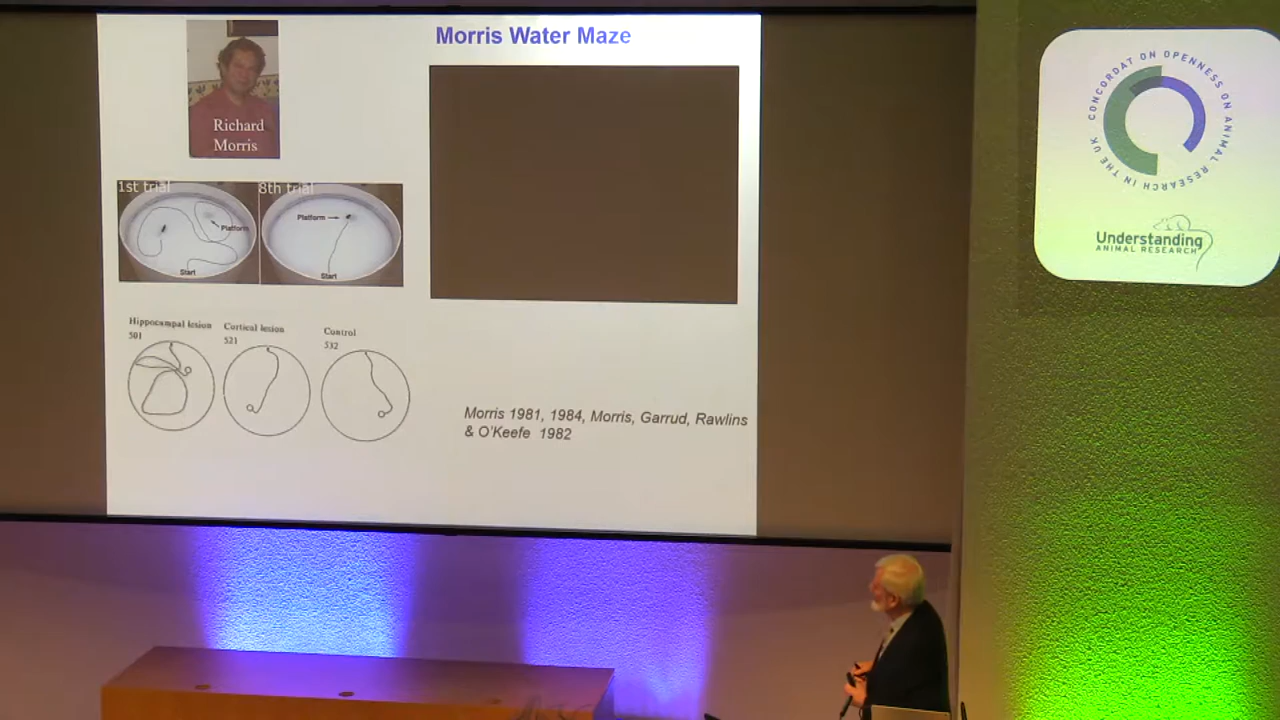 Morris Water Maze
Richard
Morris
1st trial
8th trial
Platform
Start
Platform
Start
Hippocampal lesion
501
Cortical lesion
521
Control
532
Morris 1981, 1984, Morris, Garrud, Rawlins
& O'Keefe 1982
CONCORDAT ON OPENNESS ON ANIMAL RESEARCH IN THE UK
Understanding
ANIMAL RESEARCH